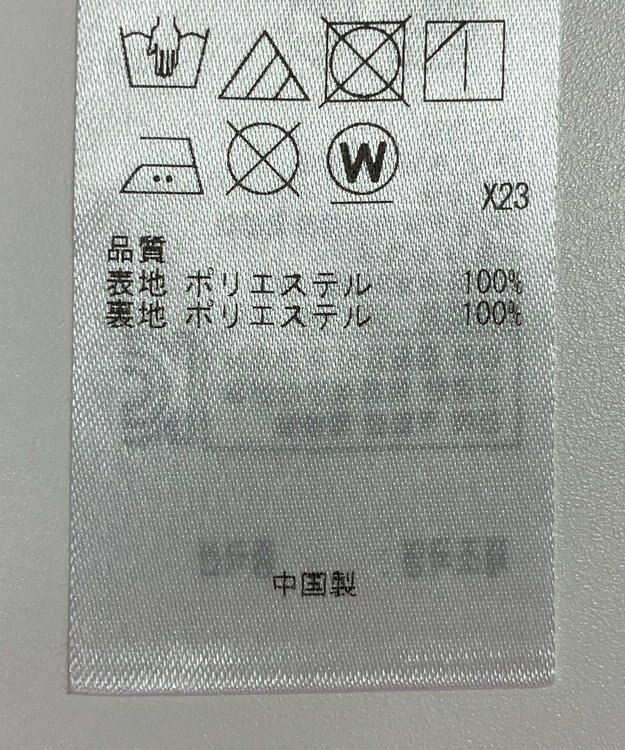 W
X23
品質
表地 ポリエステル 100%
裏地 ポリエステル 100%
中国製